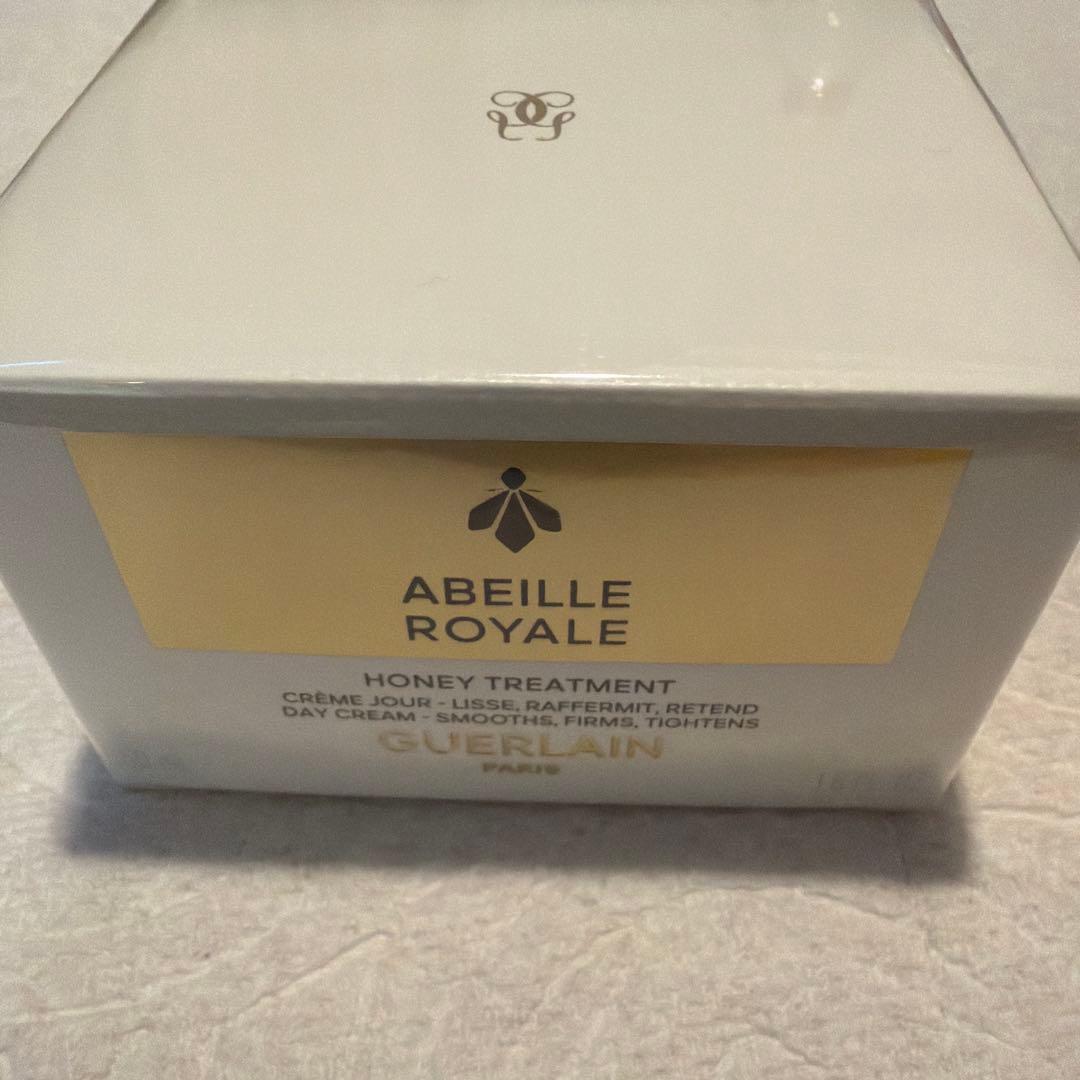 ABEILLE
ROYALE
HONEY TREATMENT
CRÈME JOUR - LISSE, RAFFERMIT, RETEND
DAY CREAM - SMOOTHS, FIRMS, TIGHTENS
GUERLAIN
PARIS